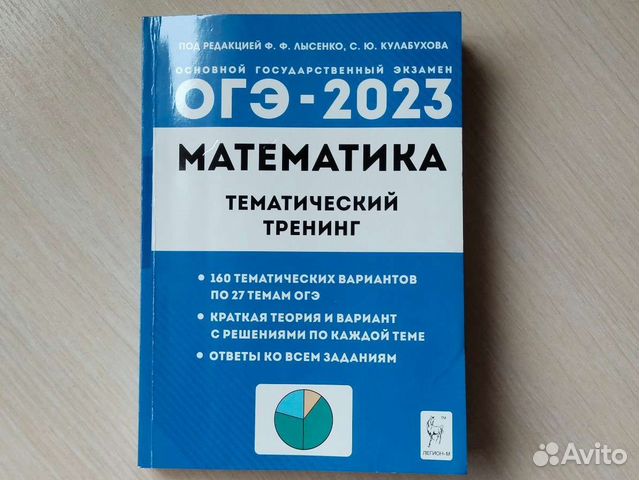 ПОД РЕДАКЦИЕЙ Ф. Ф. ЛЫСЕНКО, С. Ю. КУЛАБУХОВА
ОСНОВНОЙ ГОСУДАРСТВЕННЫЙ ЭКЗАМЕН
ОГЭ - 2023
МАТЕМАТИКА
ТЕМАТИЧЕСКИЙ
ТРЕНИНГ
• 160 ТЕМАТИЧЕСКИХ ВАРИАНТОВ
ПО 27 ТЕМАМ ОГЭ
• КРАТКАЯ ТЕОРИЯ И ВАРИАНТ
С РЕШЕНИЯМИ ПО КАЖДОЙ ТЕМЕ
• ОТВЕТЫ КО ВСЕМ ЗАДАНИЯМ
TM
ЛЕГИОН-М
Avito